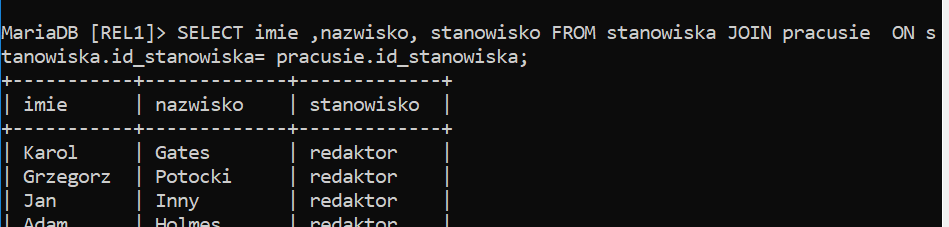 MariaDB [REL1]> SELECT imie ,nazwisko, stanowisko FROM stanowiska JOIN pracusie  ON s
tanowiska.id_stanowiska= pracusie.id_stanowiska;
+-----------+-------------+-------------+
| imie      | nazwisko    | stanowisko  |
+-----------+-------------+-------------+
| Karol     | Gates       | redaktor    |
| Grzegorz  | Potocki     | redaktor    |
| Jan       | Inny        | redaktor    |
| Adam      | Holmes      | redaktor    |